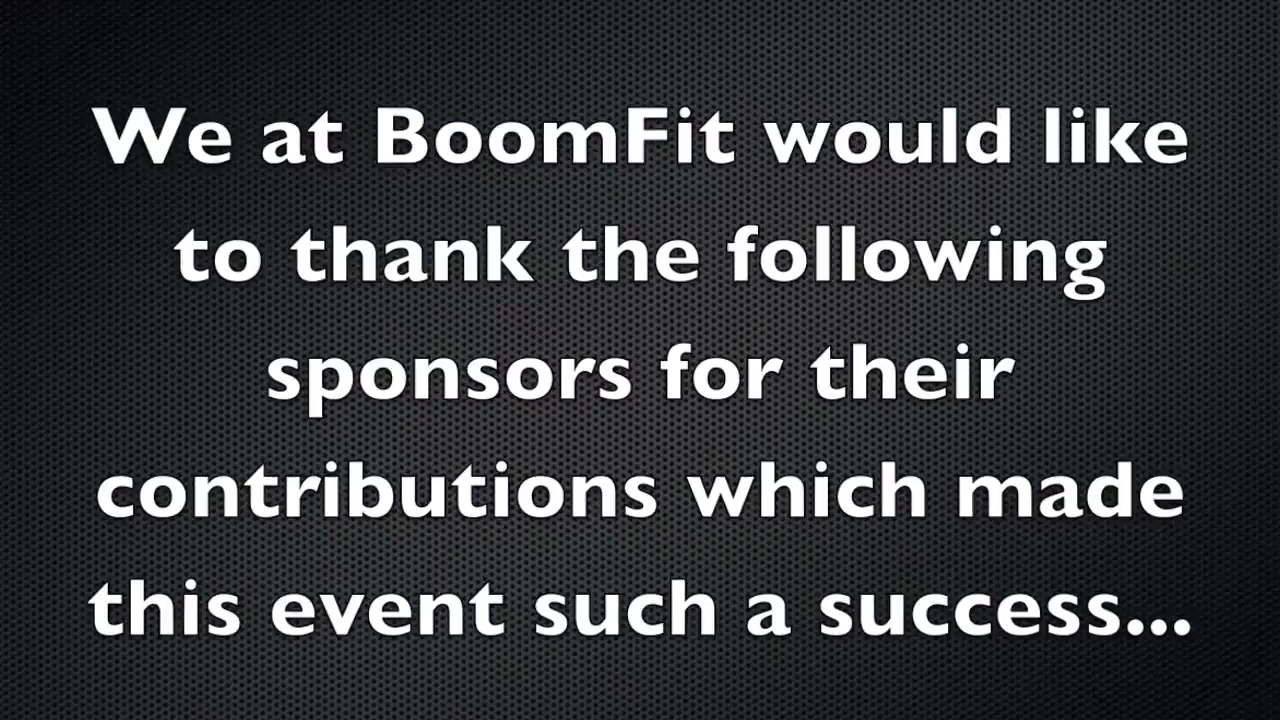 We at BoomFit would like
to thank the following
sponsors for their
contributions which made
this event such a success...